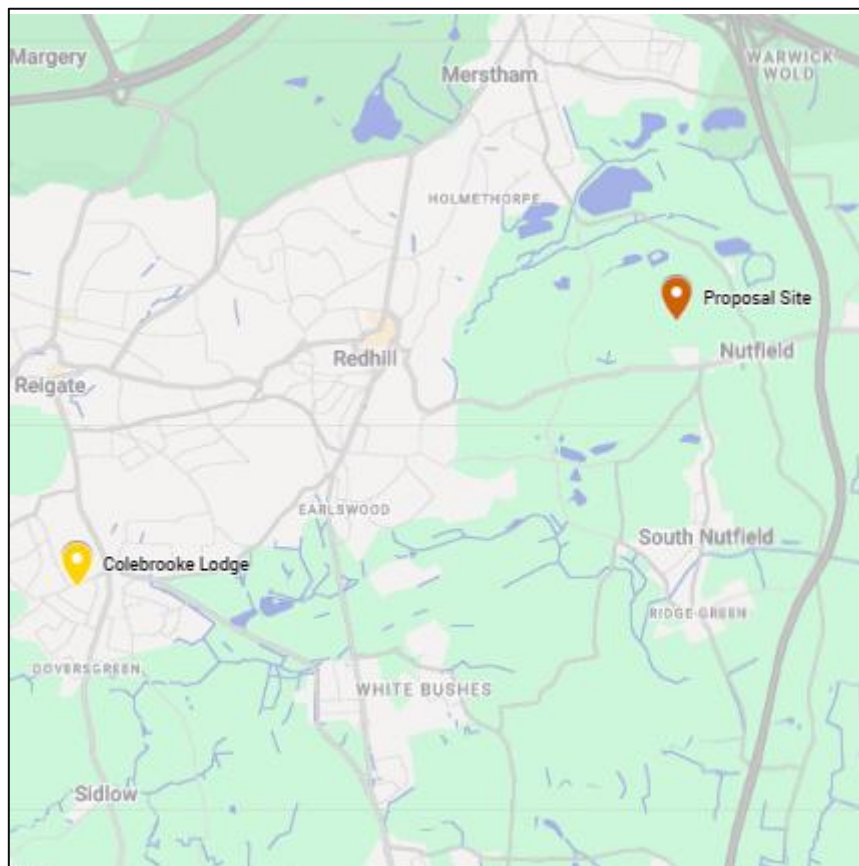 Margery
Merstham
WARWICK
WOLD
HOLMETHORPE
Proposal Site
Redhill
Nutfield
Reigate
EARLSWOOD
South Nutfield
Colebrooke Lodge
RIDGE GREEN
DOVERSGREEN
WHITE BUSHES
Sidlow